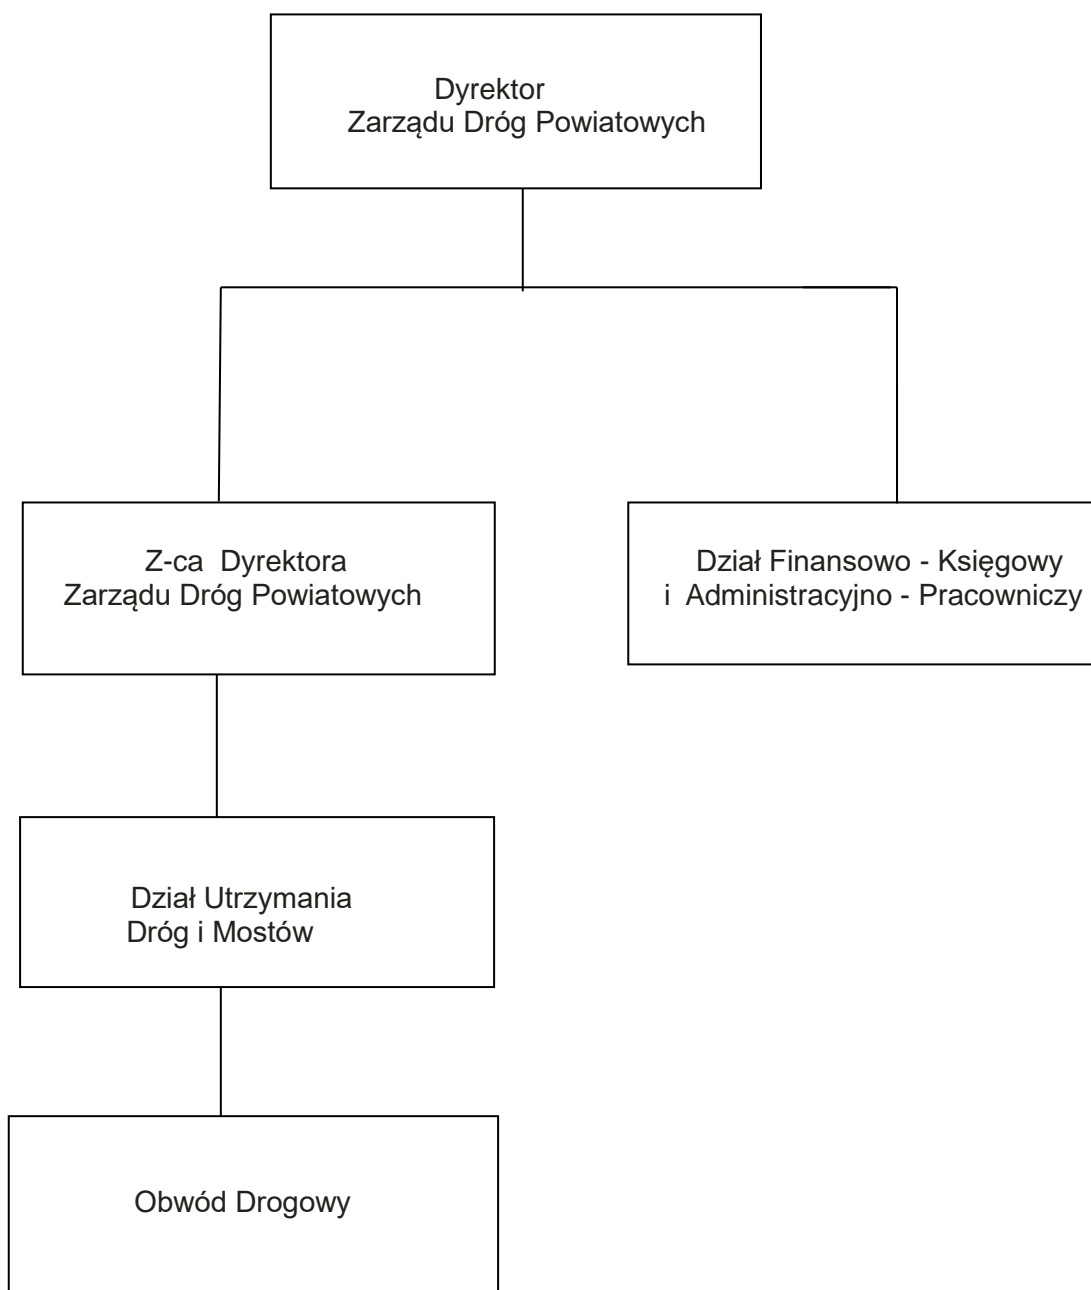 Dyrektor
Zarządu Dróg Powiatowych
Z-ca Dyrektora
Zarządu Dróg Powiatowych
Dział Finansowo - Księgowy
i Administracyjno - Pracowniczy
Dział Utrzymania
Dróg i Mostów
Obwód Drogowy